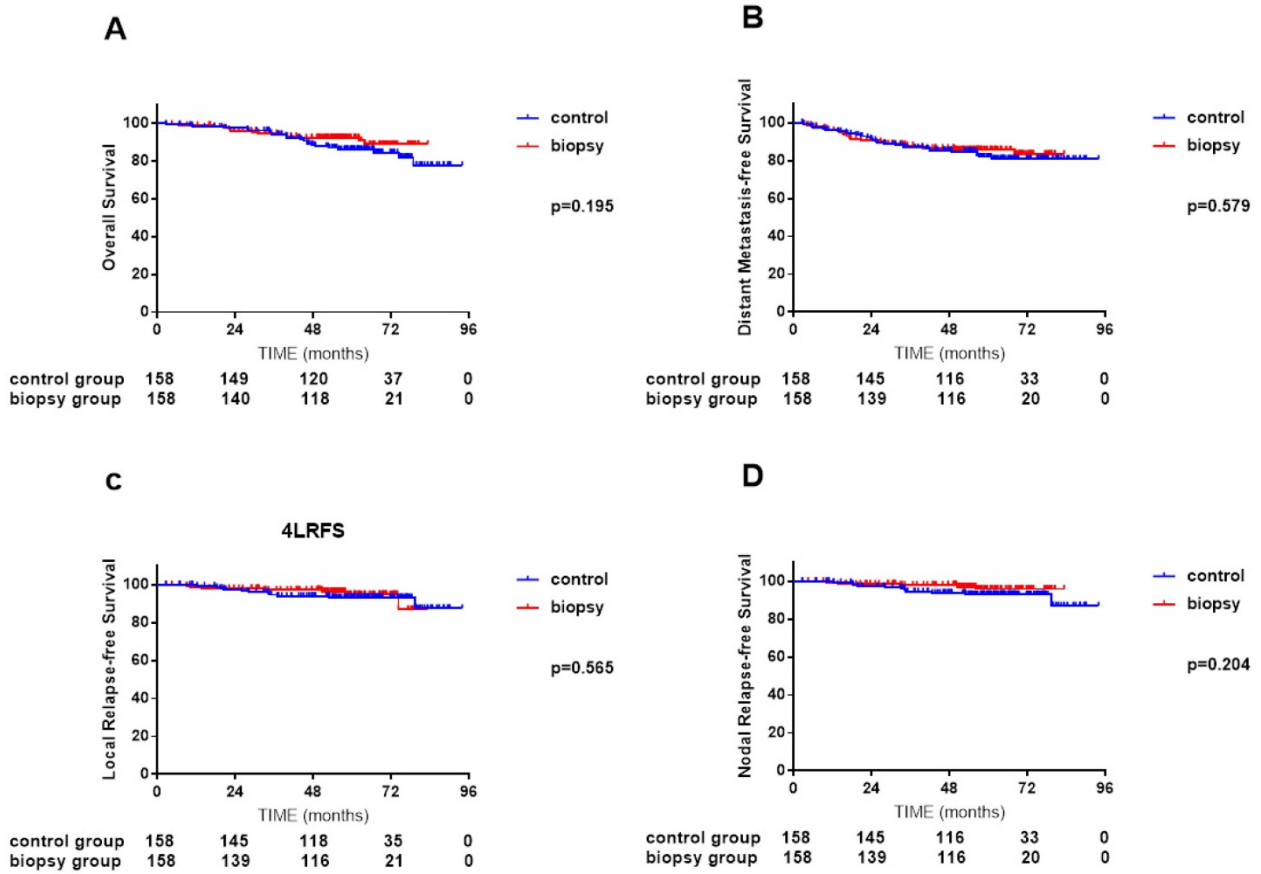 A
Overall Survival
100
80
60
40
20
0
0 24 48 72 96
TIME (months)
control
biopsy
p=0.195
control group 158 149 120 37 0
biopsy group 158 140 118 21 0
B
Distant Metastasis-free Survival
100
80
60
40
20
0
0 24 48 72 96
TIME (months)
control
biopsy
p=0.579
control group 158 145 116 33 0
biopsy group 158 139 116 20 0
c
4LRFS
Local Relapse-free Survival
100
80
60
40
20
0
0 24 48 72 96
TIME (months)
control
biopsy
p=0.565
control group 158 145 118 35 0
biopsy group 158 139 116 21 0
D
Nodal Relapse-free Survival
100
80
60
40
20
0
0 24 48 72 96
TIME (months)
control
biopsy
p=0.204
control group 158 145 116 33 0
biopsy group 158 139 116 20 0